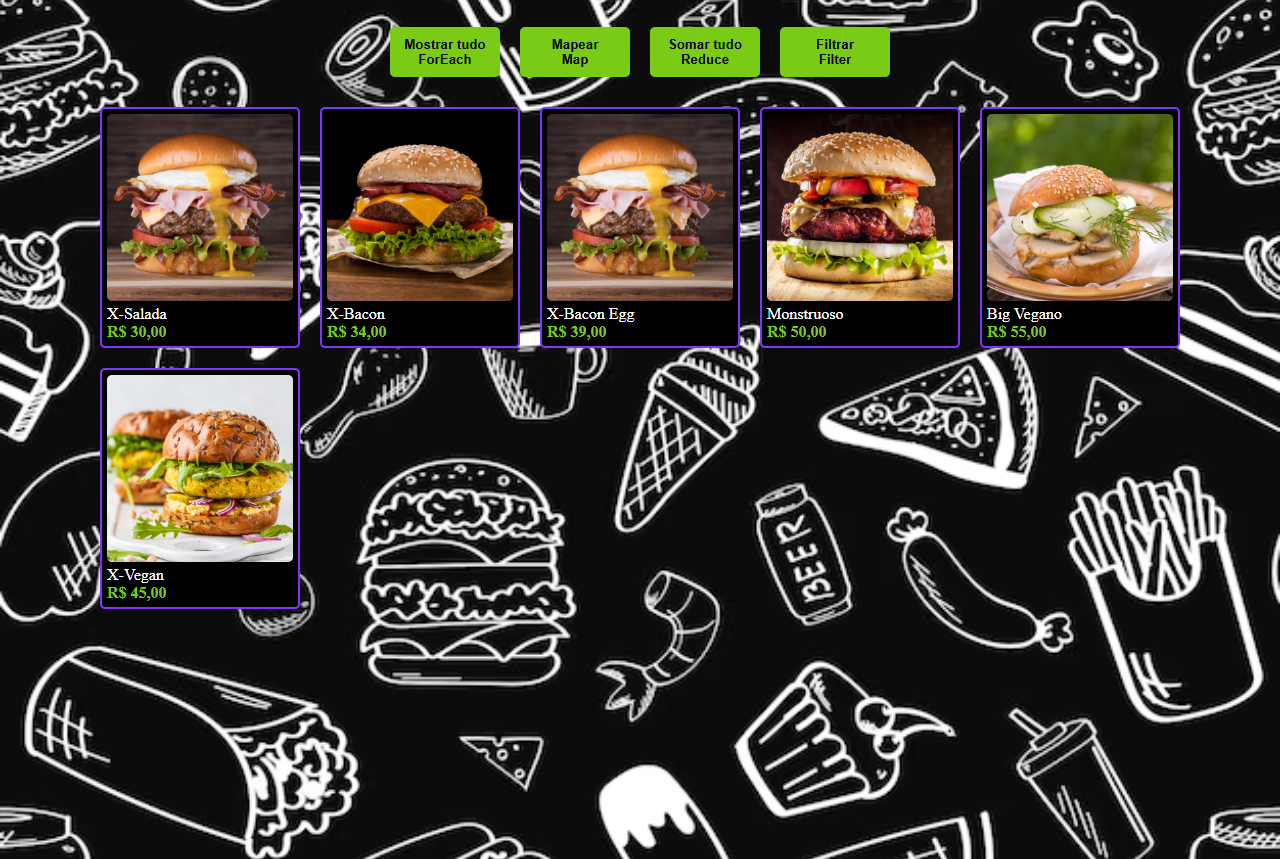 Mostrar tudo
ForEach
Mapear
Map
Somar tudo
Reduce
Filtrar
Filter
X-Salada
R$ 30,00
X-Bacon
R$ 34,00
X-Bacon Egg
R$ 39,00
Monstruoso
R$ 50,00
Big Vegano
R$ 55,00
X-Vegan
R$ 45,00
BEER